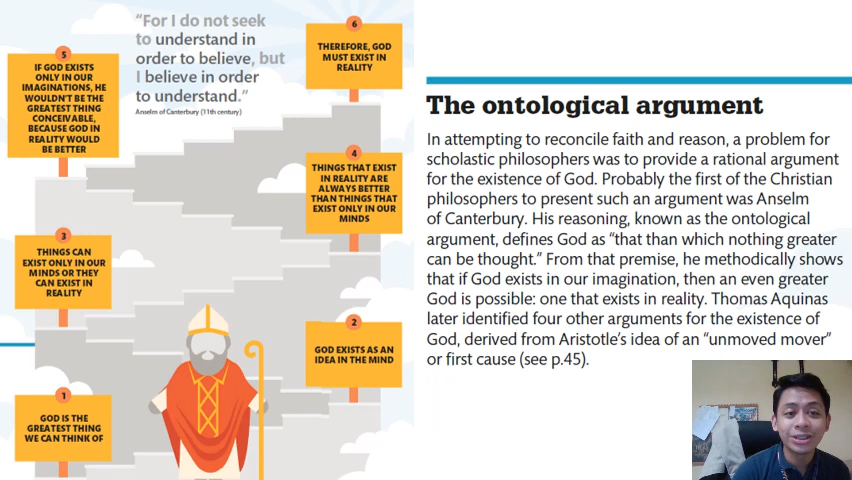 “For I do not seek
to understand in
order to believe, but
I believe in order
to understand.”
Anselm of Canterbury (11th century)
6
THEREFORE, GOD
MUST EXIST IN
REALITY
5
IF GOD EXISTS
ONLY IN OUR
IMAGINATIONS, HE
WOULDN'T BE THE
GREATEST THING
CONCEIVABLE,
BECAUSE GOD IN
REALITY WOULD
BE BETTER
4
THINGS THAT EXIST
IN REALITY ARE
ALWAYS BETTER
THAN THINGS THAT
EXIST ONLY IN OUR
MINDS
3
THINGS CAN
EXIST ONLY IN OUR
MINDS OR THEY
CAN EXIST IN
REALITY
2
GOD EXISTS AS AN
IDEA IN THE MIND
1
GOD IS THE
GREATEST THING
WE CAN THINK OF
The ontological argument
In attempting to reconcile faith and reason, a problem for
scholastic philosophers was to provide a rational argument
for the existence of God. Probably the first of the Christian
philosophers to present such an argument was Anselm
of Canterbury. His reasoning, known as the ontological
argument, defines God as “that than which nothing greater
can be thought.” From that premise, he methodically shows
that if God exists in our imagination, then an even greater
God is possible: one that exists in reality. Thomas Aquinas
later identified four other arguments for the existence of
God, derived from Aristotle’s idea of an “unmoved mover”
or first cause (see p.45).